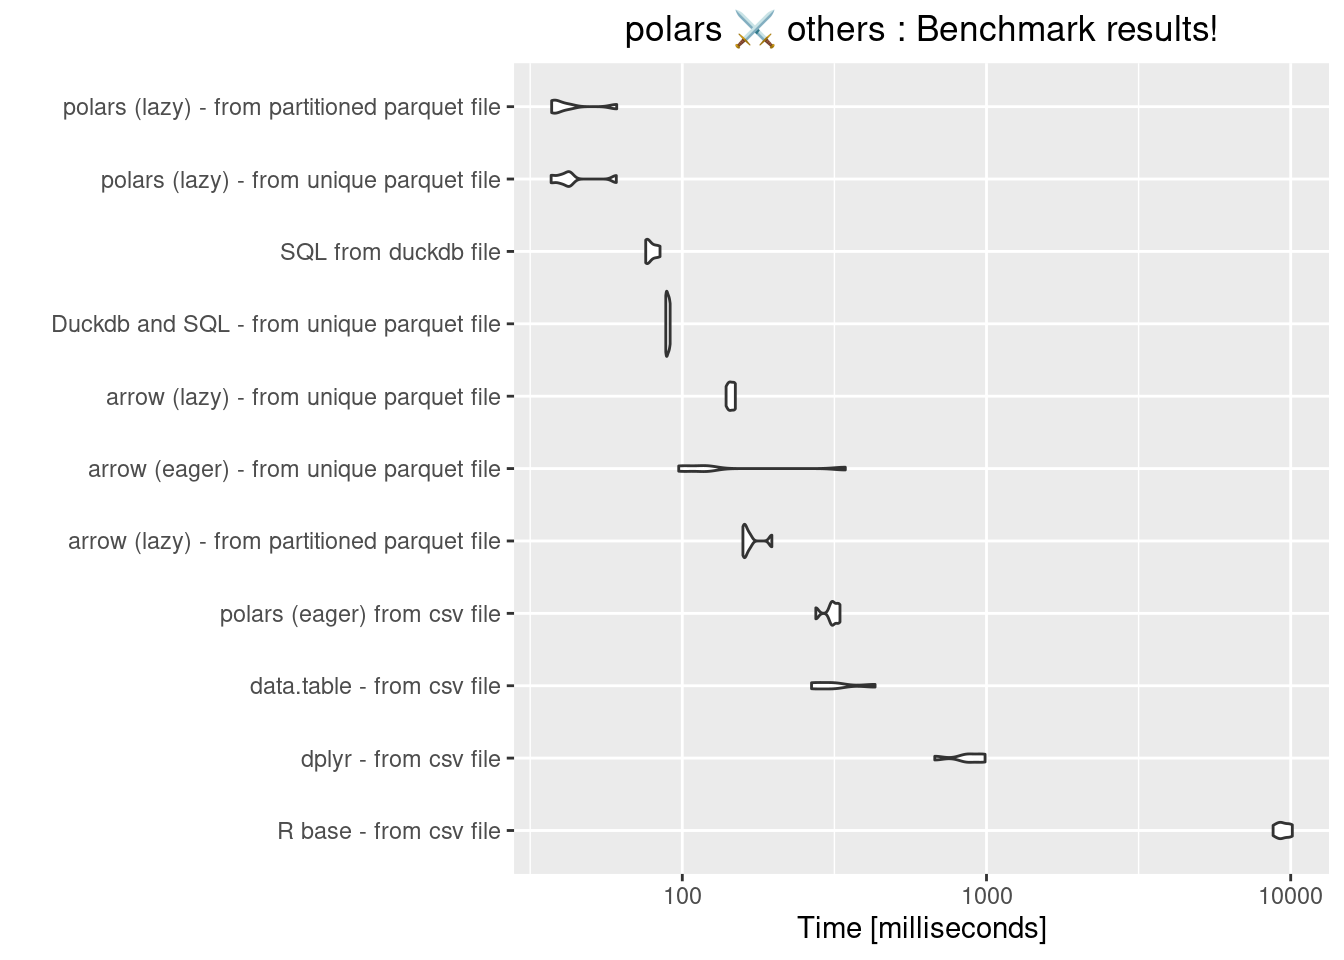 polars ⚔️ others : Benchmark results!
polars (lazy) - from partitioned parquet file
polars (lazy) - from unique parquet file
SQL from duckdb file
Duckdb and SQL - from unique parquet file
arrow (lazy) - from unique parquet file
arrow (eager) - from unique parquet file
arrow (lazy) - from partitioned parquet file
polars (eager) from csv file
data.table - from csv file
dplyr - from csv file
R base - from csv file
100 1000 10000
Time [milliseconds]